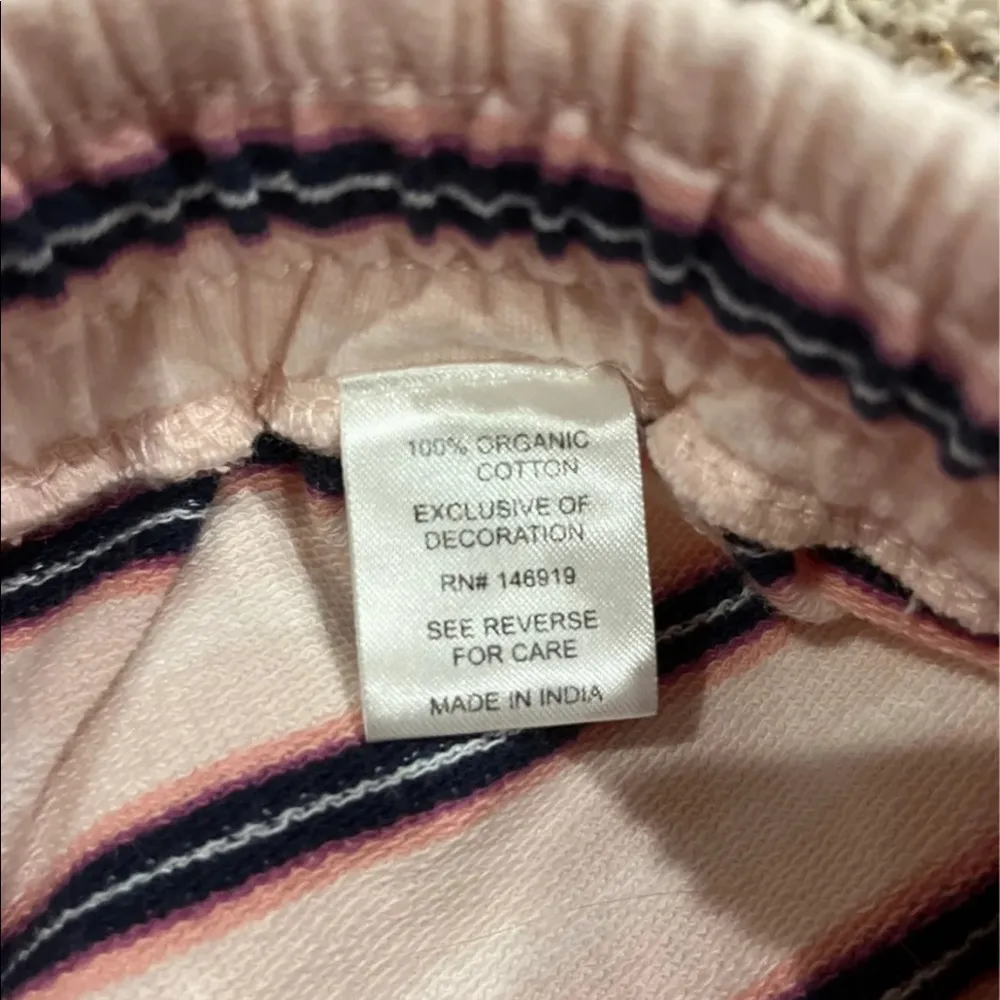 100% ORGANIC
COTTON
EXCLUSIVE OF
DECORATION
RN# 146919
SEE REVERSE
FOR CARE
MADE IN INDIA